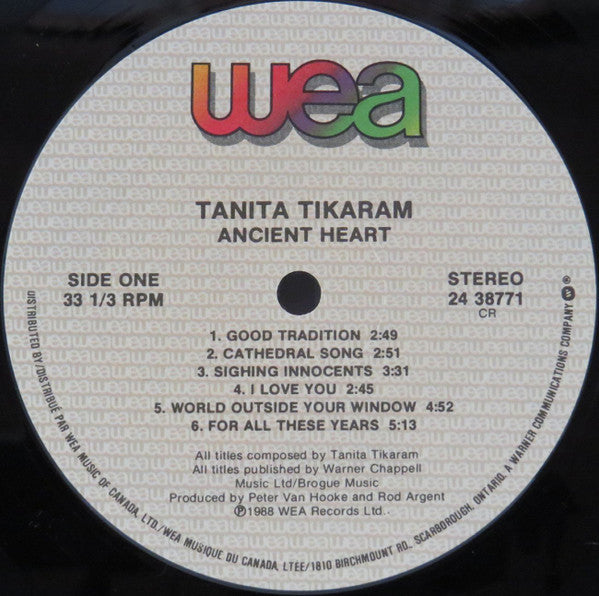 wea
TANITA TIKARAM
ANCIENT HEART
SIDE ONE
33 1/3 RPM
STEREO
24 38771
CR
1. GOOD TRADITION 2:49
2. CATHEDRAL SONG 2:51
3. SIGHING INNOCENTS 3:31
4. I LOVE YOU 2:45
5. WORLD OUTSIDE YOUR WINDOW 4:52
6. FOR ALL THESE YEARS 5:13
All titles composed by Tanita Tikaram
All titles published by Warner Chappell
Music Ltd/Brogue Music
Produced by Peter Van Hooke and Rod Argent
℗1988 WEA Records Ltd.
DISTRIBUTED BY/DISTRIBUÉ PAR WEA MUSIC OF CANADA, LTD./WEA MUSIQUE DU CANADA, LTÉE/1810 BIRCHMOUNT RD., SCARBOROUGH, ONTARIO, A WARNER COMMUNICATIONS COMPANY ®